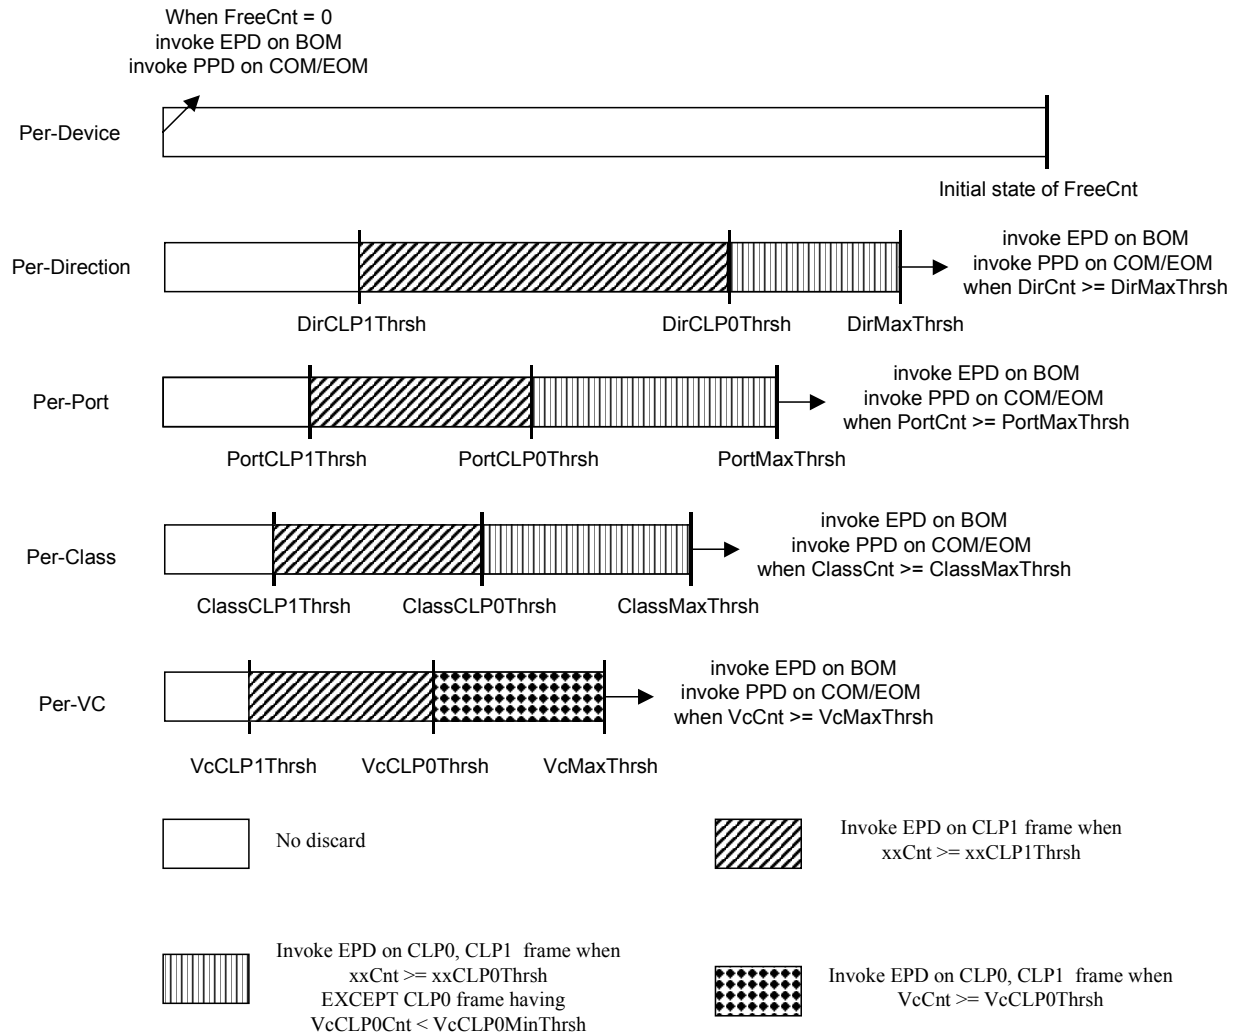 When FreeCnt = 0
invoke EPD on BOM
invoke PPD on COM/EOM
Per-Device
Initial state of FreeCnt
Per-Direction
invoke EPD on BOM
invoke PPD on COM/EOM
when DirCnt >= DirMaxThrsh
DirCLP1Thrsh
DirCLP0Thrsh
DirMaxThrsh
Per-Port
invoke EPD on BOM
invoke PPD on COM/EOM
when PortCnt >= PortMaxThrsh
PortCLP1Thrsh
PortCLP0Thrsh
PortMaxThrsh
Per-Class
invoke EPD on BOM
invoke PPD on COM/EOM
when ClassCnt >= ClassMaxThrsh
ClassCLP1Thrsh
ClassCLP0Thrsh
ClassMaxThrsh
Per-VC
invoke EPD on BOM
invoke PPD on COM/EOM
when VcCnt >= VcMaxThrsh
VcCLP1Thrsh
VcCLP0Thrsh
VcMaxThrsh
No discard
Invoke EPD on CLP1 frame when
xxCnt >= xxCLP1Thrsh
Invoke EPD on CLP0, CLP1 frame when
xxCnt >= xxCLP0Thrsh
EXCEPT CLP0 frame having
VcCLP0Cnt < VcCLP0MinThrsh
Invoke EPD on CLP0, CLP1 frame when
VcCnt >= VcCLP0Thrsh